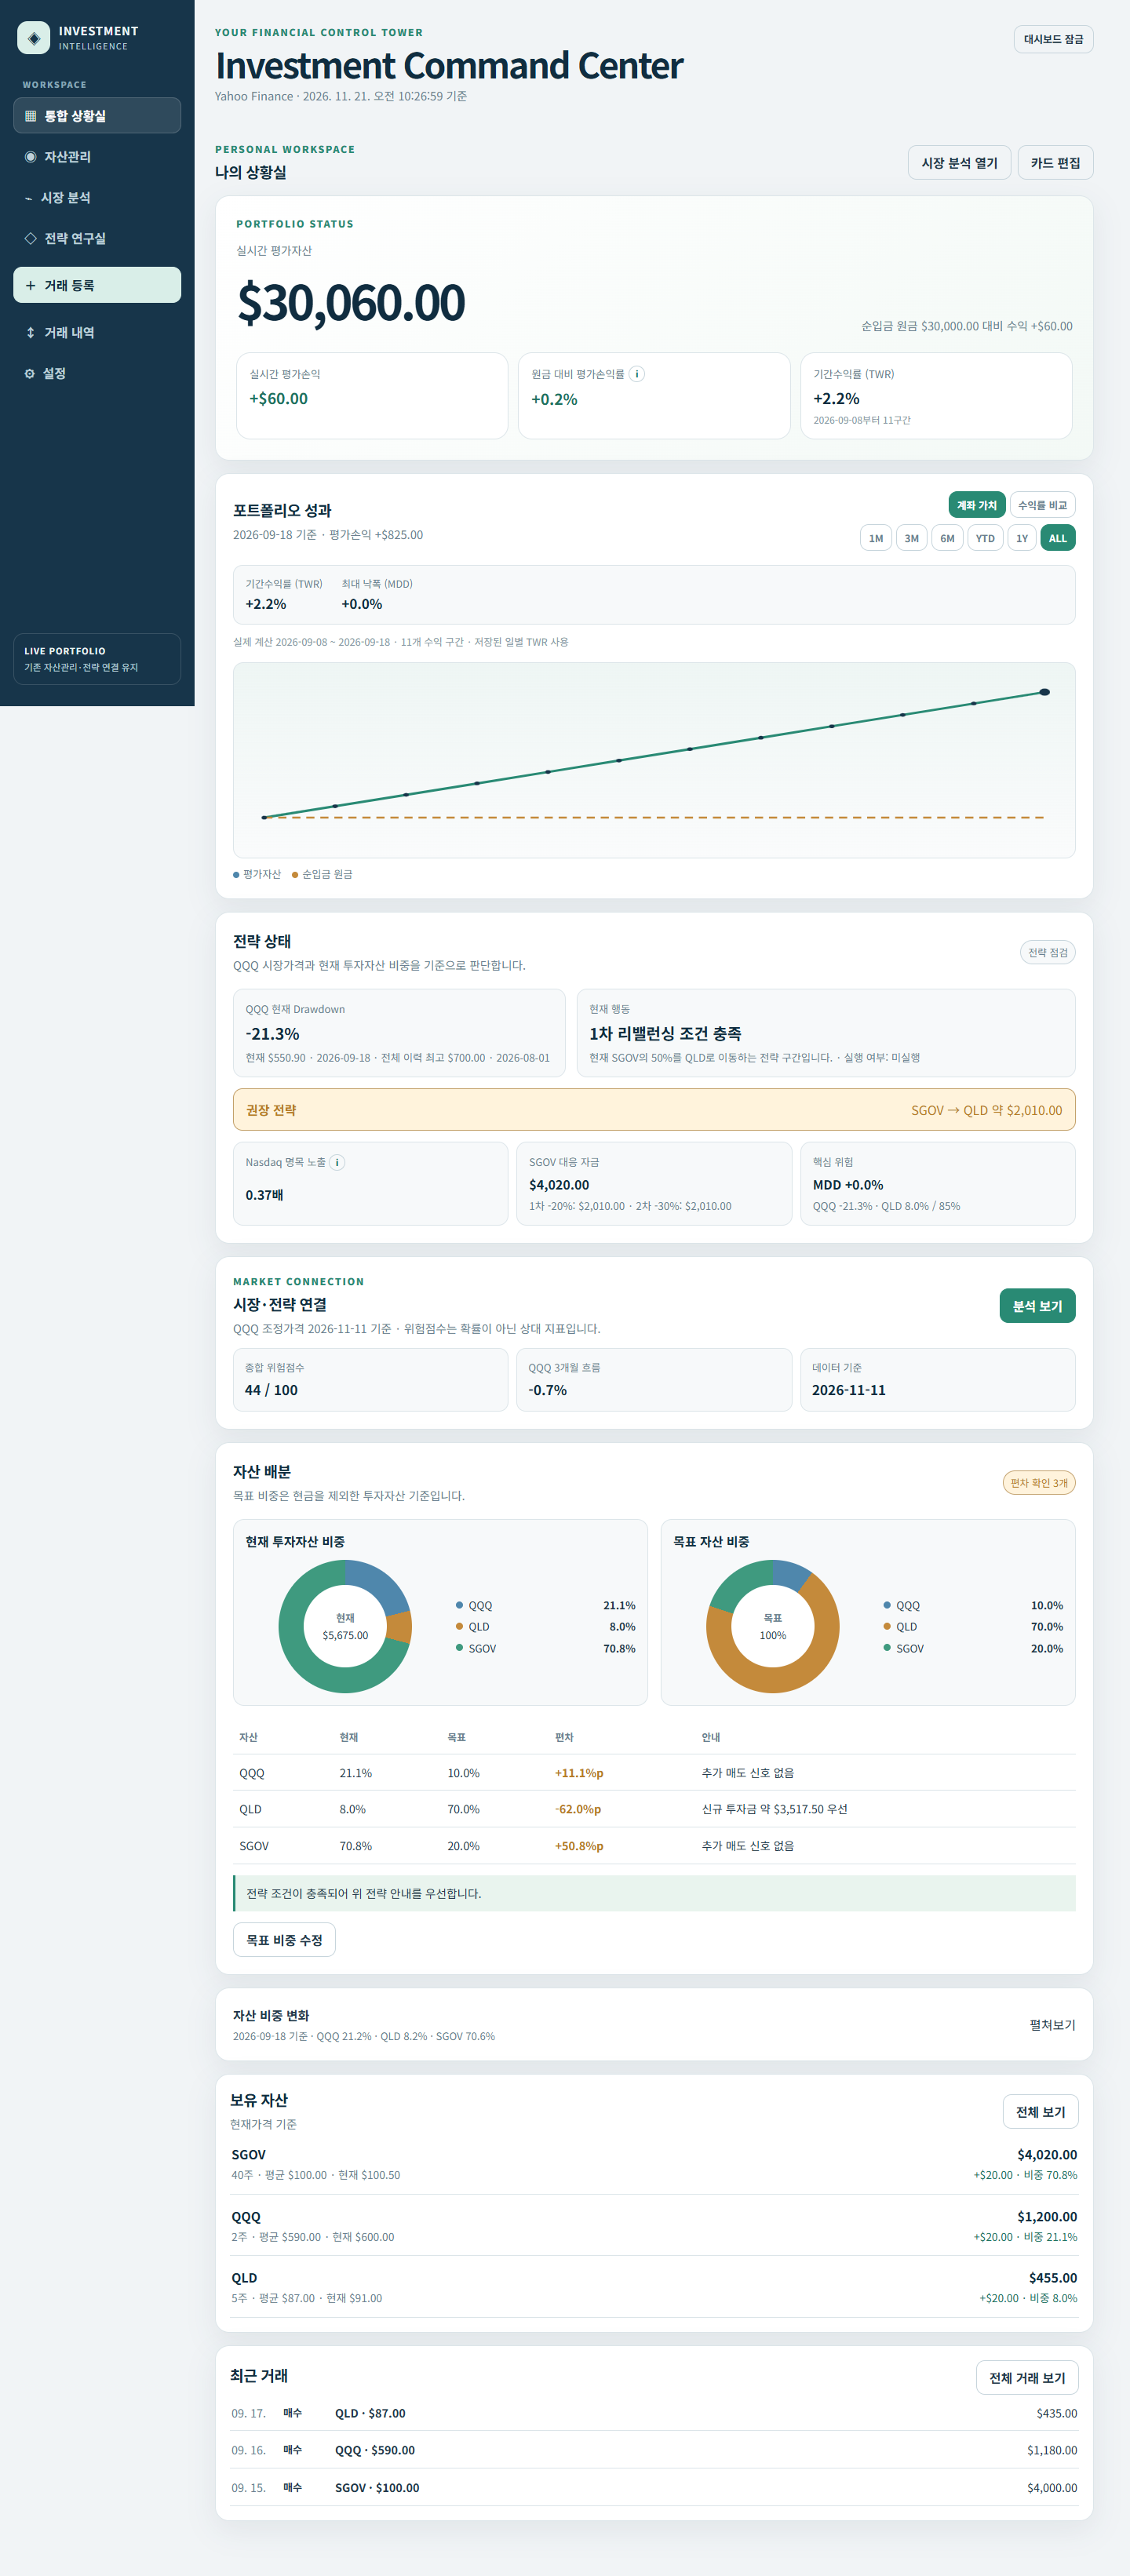 INVESTMENT
INTELLIGENCE
WORKSPACE
통합 상황실
자산관리
시장 분석
전략 연구실
+ 거래 등록
거래 내역
설정
LIVE PORTFOLIO
기존 자산관리·전략 연결 유지
YOUR FINANCIAL CONTROL TOWER
Investment Command Center
Yahoo Finance · 2026. 11. 21. 오전 10:26:59 기준
대시보드 잠금
PERSONAL WORKSPACE
나의 상황실
시장 분석 열기
카드 편집
PORTFOLIO STATUS
실시간 평가자산
$30,060.00
순입금 원금 $30,000.00 대비 수익 +$60.00
실시간 평가손익
+$60.00
원금 대비 평가손익률 i
+0.2%
기간수익률 (TWR)
+2.2%
2026-09-08부터 11구간
포트폴리오 성과
2026-09-18 기준 · 평가손익 +$825.00
계좌 가치
수익률 비교
1M
3M
6M
YTD
1Y
ALL
기간수익률 (TWR)
+2.2%
최대 낙폭 (MDD)
+0.0%
실제 계산 2026-09-08 ~ 2026-09-18 · 11개 수익 구간 · 저장된 일별 TWR 사용
평가자산
순입금 원금
전략 상태
QQQ 시장가격과 현재 투자자산 비중을 기준으로 판단합니다.
전략 점검
QQQ 현재 Drawdown
-21.3%
현재 $550.90 · 2026-09-18 · 전체 이력 최고 $700.00 · 2026-08-01
현재 행동
1차 리밸런싱 조건 충족
현재 SGOV의 50%를 QLD로 이동하는 전략 구간입니다. · 실행 여부: 미실행
권장 전략
SGOV → QLD 약 $2,010.00
Nasdaq 명목 노출 i
0.37배
SGOV 대응 자금
$4,020.00
1차 -20%: $2,010.00 · 2차 -30%: $2,010.00
핵심 위험
MDD +0.0%
QQQ -21.3% · QLD 8.0% / 85%
MARKET CONNECTION
시장·전략 연결
QQQ 조정가격 2026-11-11 기준 · 위험점수는 확률이 아닌 상대 지표입니다.
분석 보기
종합 위험점수
44 / 100
QQQ 3개월 흐름
-0.7%
데이터 기준
2026-11-11
자산 배분
목표 비중은 현금을 제외한 투자자산 기준입니다.
편차 확인 3개
현재 투자자산 비중
현재
$5,675.00
QQQ 21.1%
QLD 8.0%
SGOV 70.8%
목표 자산 비중
목표
100%
QQQ 10.0%
QLD 70.0%
SGOV 20.0%
자산 현재 목표 편차 안내
QQQ 21.1% 10.0% +11.1%p 추가 매도 신호 없음
QLD 8.0% 70.0% -62.0%p 신규 투자금 약 $3,517.50 우선
SGOV 70.8% 20.0% +50.8%p 추가 매도 신호 없음
전략 조건이 충족되어 위 전략 안내를 우선합니다.
목표 비중 수정
자산 비중 변화
2026-09-18 기준 · QQQ 21.2% · QLD 8.2% · SGOV 70.6%
펼쳐보기
보유 자산
현재가격 기준
전체 보기
SGOV $4,020.00
40주 · 평균 $100.00 · 현재 $100.50 +$20.00 · 비중 70.8%
QQQ $1,200.00
2주 · 평균 $590.00 · 현재 $600.00 +$20.00 · 비중 21.1%
QLD $455.00
5주 · 평균 $87.00 · 현재 $91.00 +$20.00 · 비중 8.0%
최근 거래
전체 거래 보기
09. 17. 매수 QLD · $87.00 $435.00
09. 16. 매수 QQQ · $590.00 $1,180.00
09. 15. 매수 SGOV · $100.00 $4,000.00